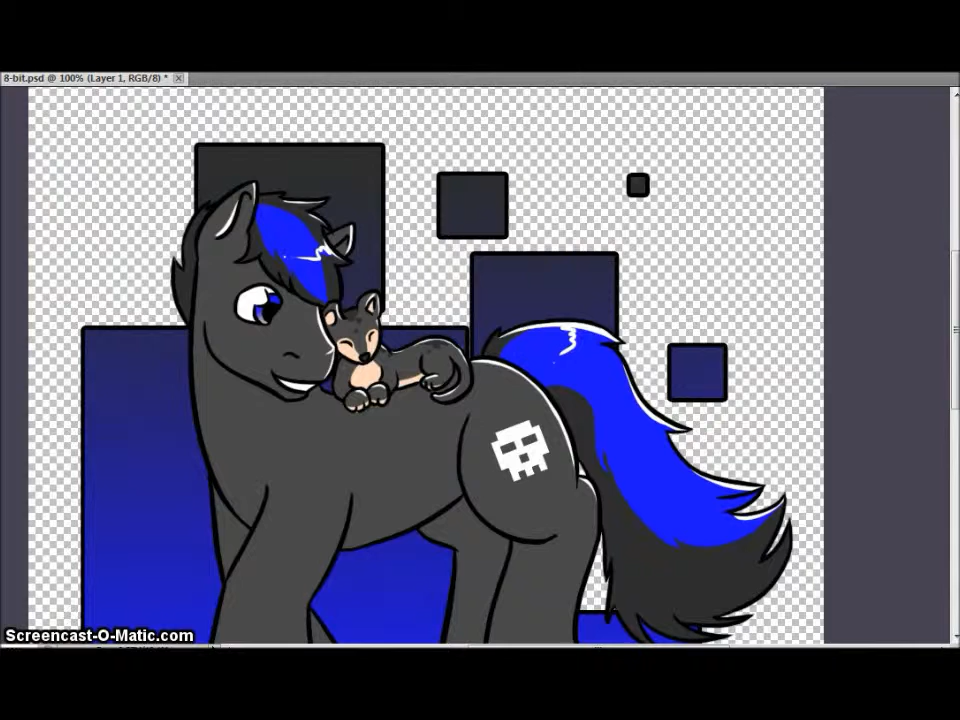 8-bit.psd @ 100% (Layer 1, RGB/8) *
Screencast-O-Matic.com